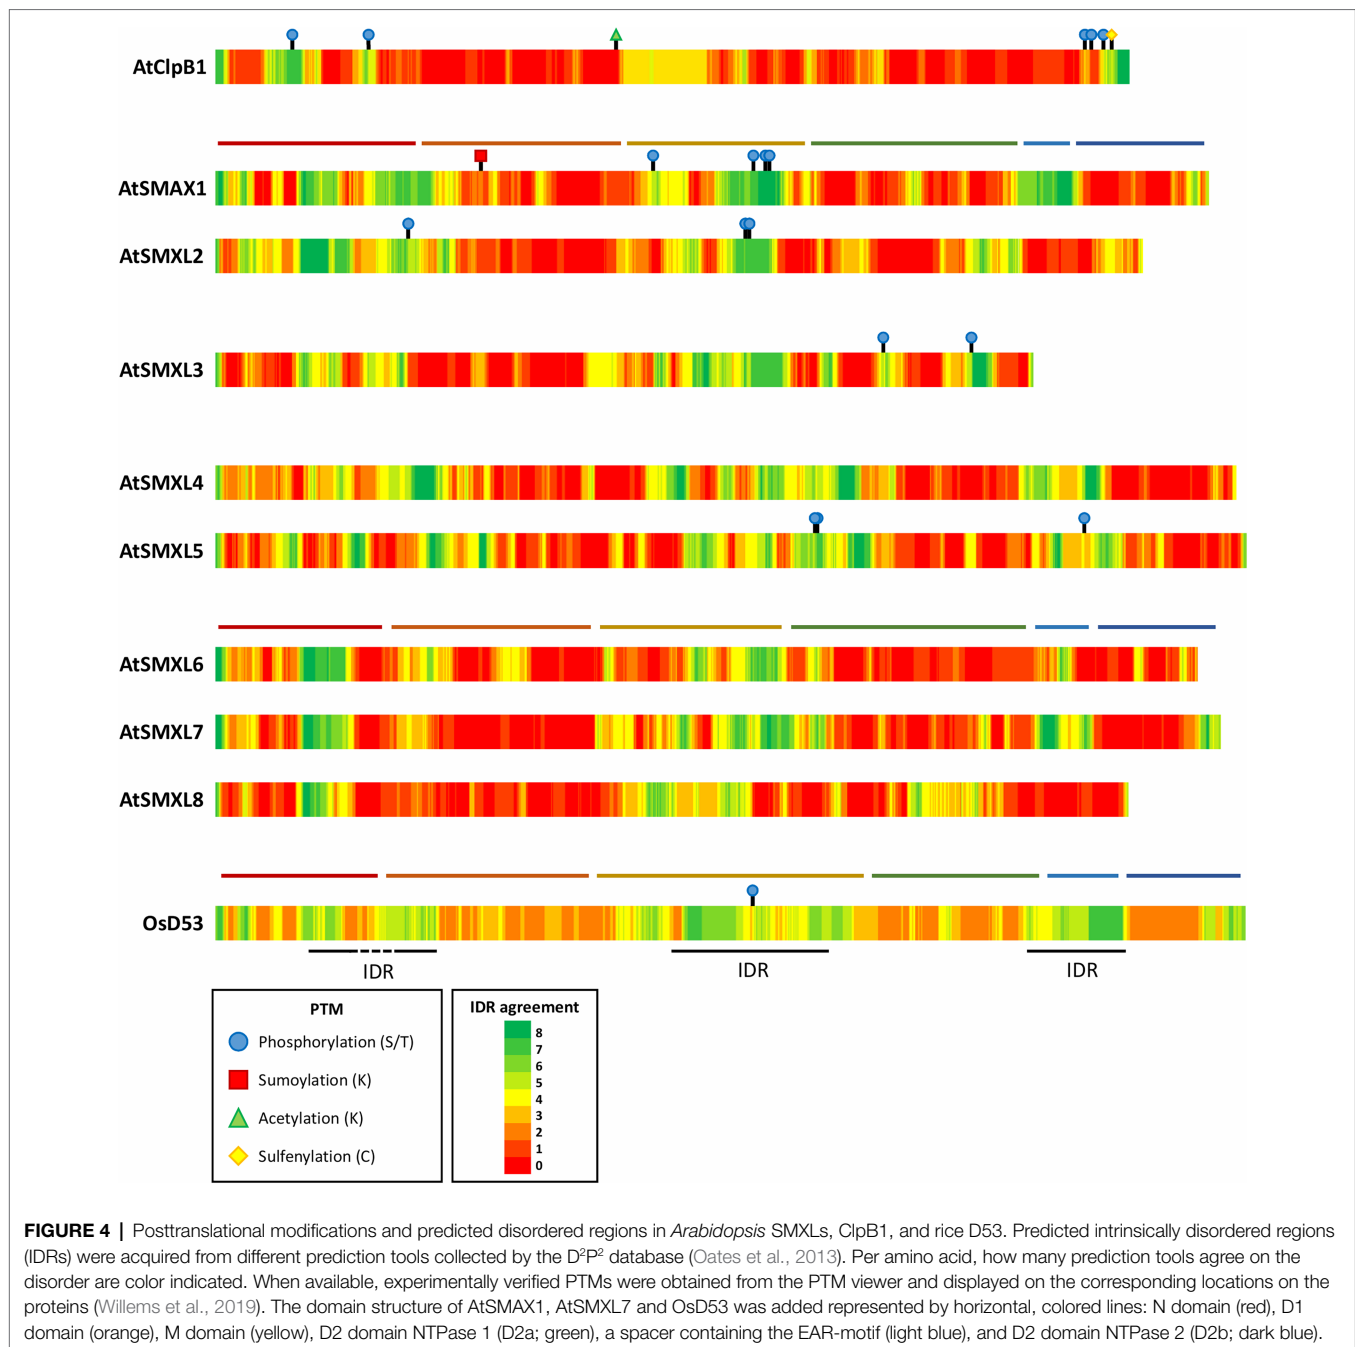 AtClpB1
AtSMAX1
AtSMXL2
AtSMXL3
AtSMXL4
AtSMXL5
AtSMXL6
AtSMXL7
AtSMXL8
OsD53
IDR IDR IDR
PTM
Phosphorylation (S/T)
Sumoylation (K)
Acetylation (K)
Sulfenylation (C)
IDR agreement
8
7
6
5
4
3
2
1
0
FIGURE 4 | Posttranslational modifications and predicted disordered regions in Arabidopsis SMXLs, ClpB1, and rice D53. Predicted intrinsically disordered regions
(IDRs) were acquired from different prediction tools collected by the D²P² database (Oates et al., 2013). Per amino acid, how many prediction tools agree on the
disorder are color indicated. When available, experimentally verified PTMs were obtained from the PTM viewer and displayed on the corresponding locations on the
proteins (Willems et al., 2019). The domain structure of AtSMAX1, AtSMXL7 and OsD53 was added represented by horizontal, colored lines: N domain (red), D1
domain (orange), M domain (yellow), D2 domain NTPase 1 (D2a; green), a spacer containing the EAR-motif (light blue), and D2 domain NTPase 2 (D2b; dark blue).